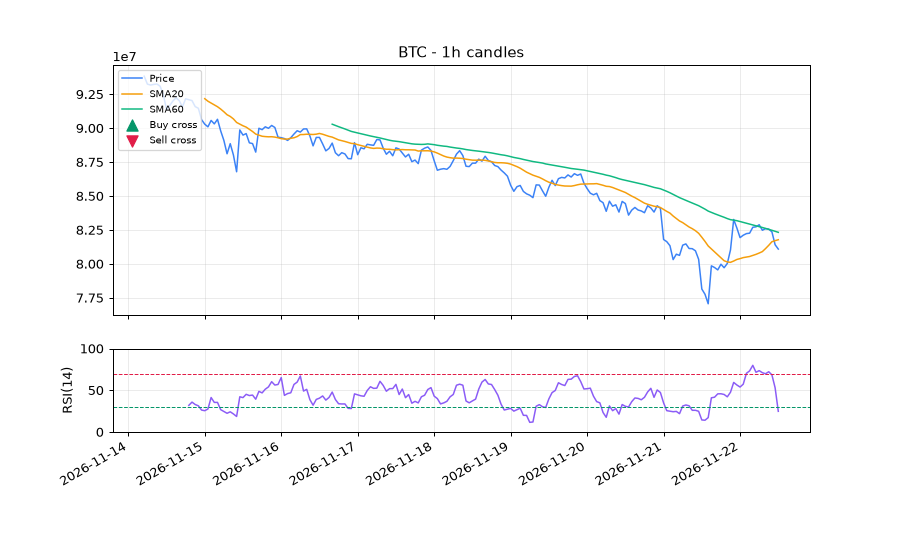 BTC - 1h candles
1e7
Price
SMA20
SMA60
Buy cross
Sell cross
9.25
9.00
8.75
8.50
8.25
8.00
7.75
RSI(14)
100
50
0
2026-11-14
2026-11-15
2026-11-16
2026-11-17
2026-11-18
2026-11-19
2026-11-20
2026-11-21
2026-11-22